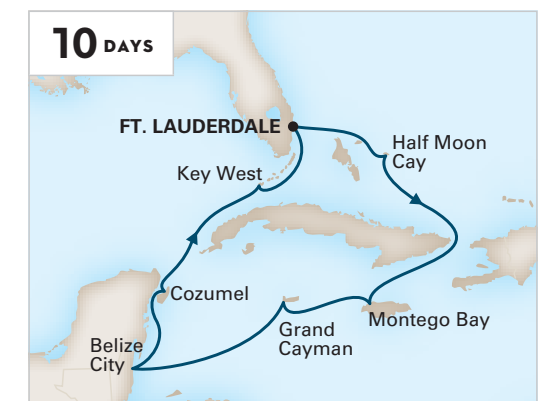 10 DAYS
FT. LAUDERDALE
Half Moon
Cay
Key West
Cozumel
Montego Bay
Grand
Cayman
Belize
City